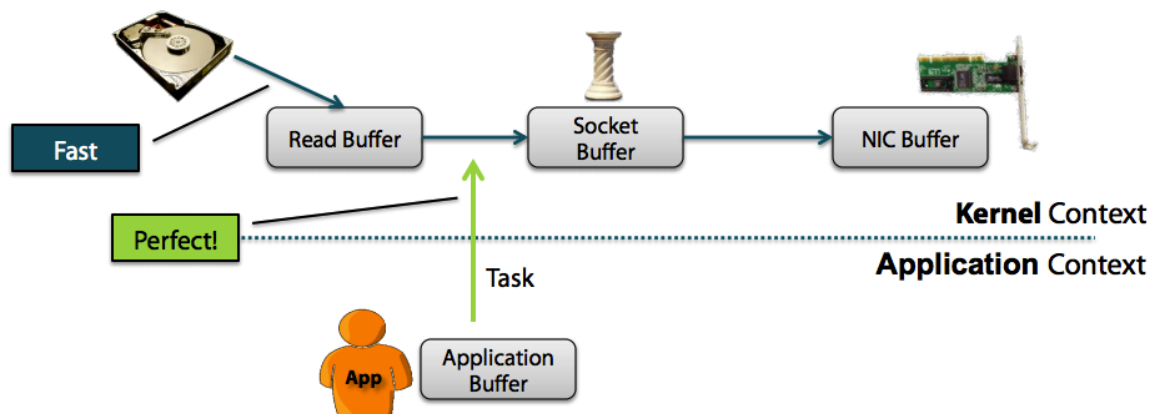 Fast
Read Buffer
Socket
Buffer
NIC Buffer
Perfect!
Kernel Context
Application Context
Task
App
Application
Buffer